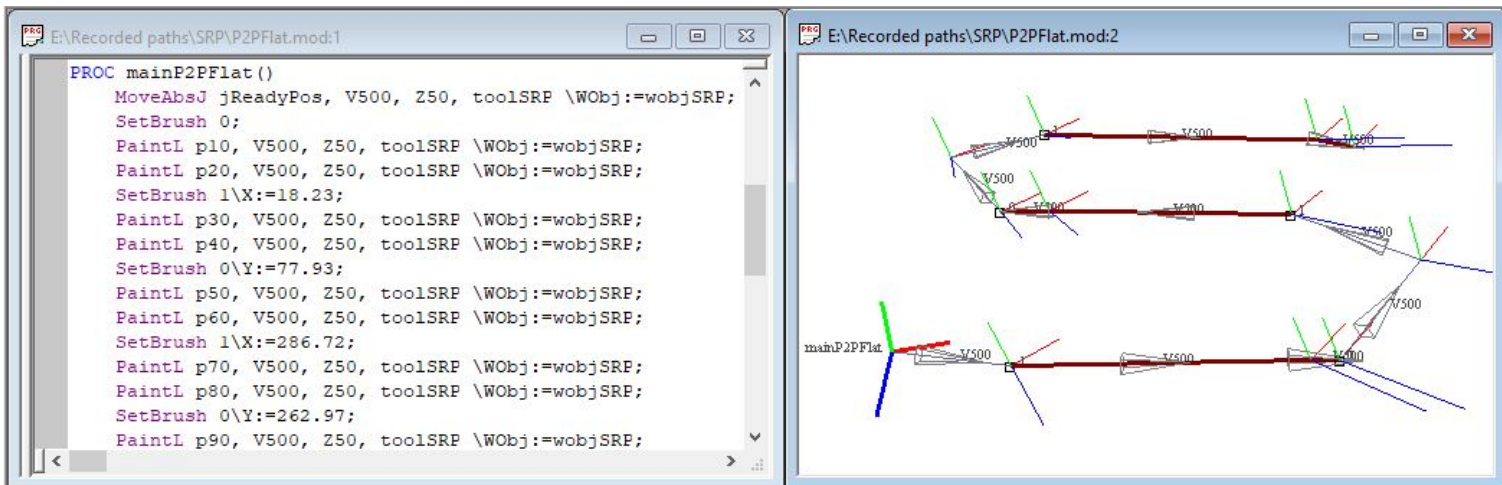 E:\Recorded paths\SRP\P2PFlat.mod:1
PROC mainP2PFlat()
MoveAbsJ jReadyPos, V500, Z50, toolSRP \WObj:=wobjSRP;
SetBrush 0;
PaintL p10, V500, Z50, toolSRP \WObj:=wobjSRP;
PaintL p20, V500, Z50, toolSRP \WObj:=wobjSRP;
SetBrush 1\X:=18.23;
PaintL p30, V500, Z50, toolSRP \WObj:=wobjSRP;
PaintL p40, V500, Z50, toolSRP \WObj:=wobjSRP;
SetBrush 0\Y:=77.93;
PaintL p50, V500, Z50, toolSRP \WObj:=wobjSRP;
PaintL p60, V500, Z50, toolSRP \WObj:=wobjSRP;
SetBrush 1\X:=286.72;
PaintL p70, V500, Z50, toolSRP \WObj:=wobjSRP;
PaintL p80, V500, Z50, toolSRP \WObj:=wobjSRP;
SetBrush 0\Y:=262.97;
PaintL p90, V500, Z50, toolSRP \WObj:=wobjSRP;
E:\Recorded paths\SRP\P2PFlat.mod:2
V500
V500
V500
V500
V500
V500
V500
V500
mainP2PFlat
V500
V500